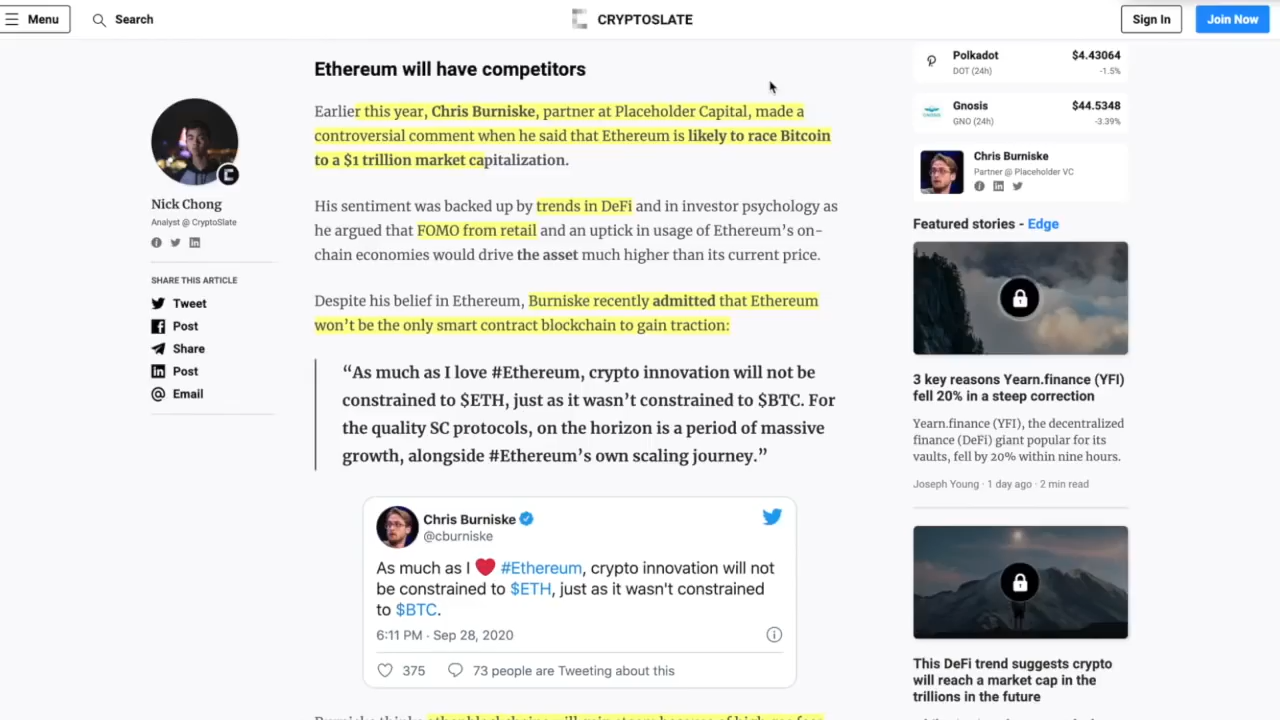 Menu
Search
CRYPTOSLATE
Sign In
Join Now
Nick Chong
Analyst @ CryptoSlate
SHARE THIS ARTICLE
Tweet
Post
Share
Post
Email
Ethereum will have competitors
Earlier this year, Chris Burniske, partner at Placeholder Capital, made a
controversial comment when he said that Ethereum is likely to race Bitcoin
to a $1 trillion market capitalization.
His sentiment was backed up by trends in DeFi and in investor psychology as
he argued that FOMO from retail and an uptick in usage of Ethereum's on-
chain economies would drive the asset much higher than its current price.
Despite his belief in Ethereum, Burniske recently admitted that Ethereum
won't be the only smart contract blockchain to gain traction:
“As much as I love #Ethereum, crypto innovation will not be
constrained to $ETH, just as it wasn't constrained to $BTC. For
the quality SC protocols, on the horizon is a period of massive
growth, alongside #Ethereum's own scaling journey.”
Chris Burniske
@cburniske
As much as I ❤️ #Ethereum, crypto innovation will not
be constrained to $ETH, just as it wasn't constrained
to $BTC.
6:11 PM · Sep 28, 2020
375
73 people are Tweeting about this
Polkadot
$4.43064
DOT (24h)
-1.5%
Gnosis
$44.5348
GNO (24h)
-3.39%
Chris Burniske
Partner @ Placeholder VC
Featured stories - Edge
3 key reasons Yearn.finance (YFI)
fell 20% in a steep correction
Yearn.finance (YFI), the decentralized
finance (DeFi) giant popular for its
vaults, fell by 20% within nine hours.
Joseph Young · 1 day ago · 2 min read
This DeFi trend suggests crypto
will reach a market cap in the
trillions in the future